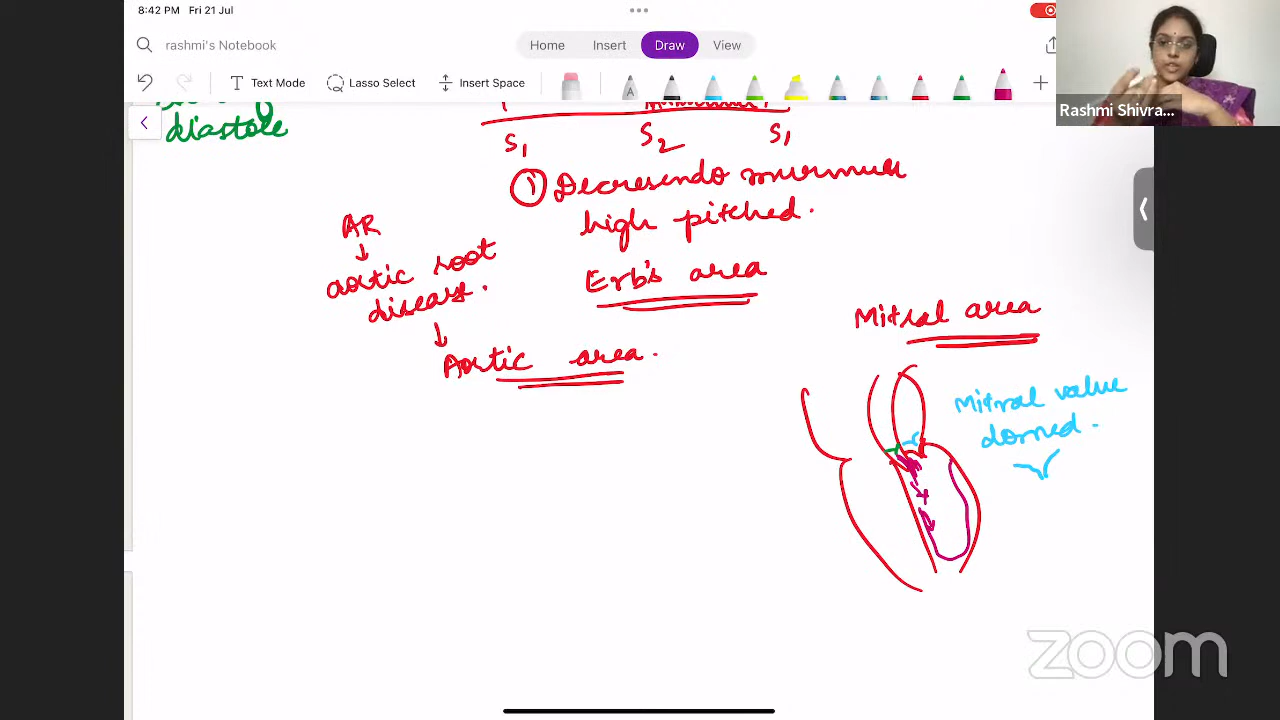 8:42 PM Fri 21 Jul
rashmi's Notebook
Home Insert Draw View
Text Mode Lasso Select Insert Space
Rashmi Shivra...
diastole
S1 S2 S1
1 Decresendo murmur
high pitched.
AR
aortic root
disease.
Erb's area
Aortic area.
Mitral area
Mitral value
domed.
zoom